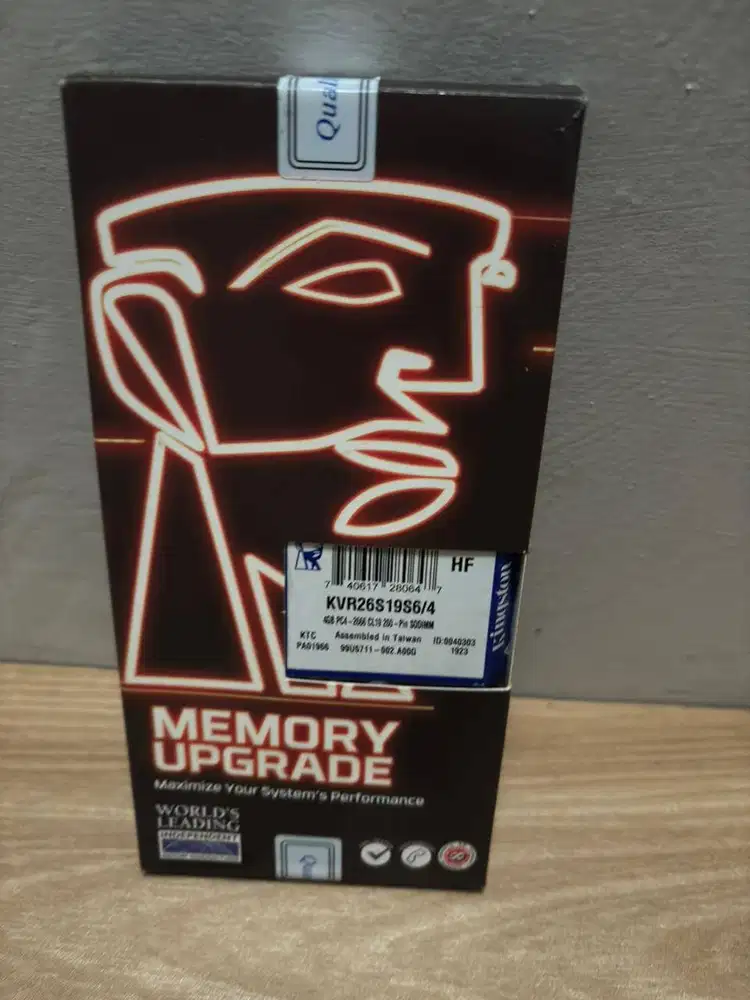 Qual
HF
7 40617 28064 7
KVR26S19S6/4
4GB PC4-2666 CL19 260-Pin SODIMM
KTC Assembled in Taiwan ID:0040303
PA01966 99U5711-002.A00G 1923
Kingston
MEMORY
UPGRADE
Maximize Your System's Performance
WORLD'S
LEADING
INDEPENDENT